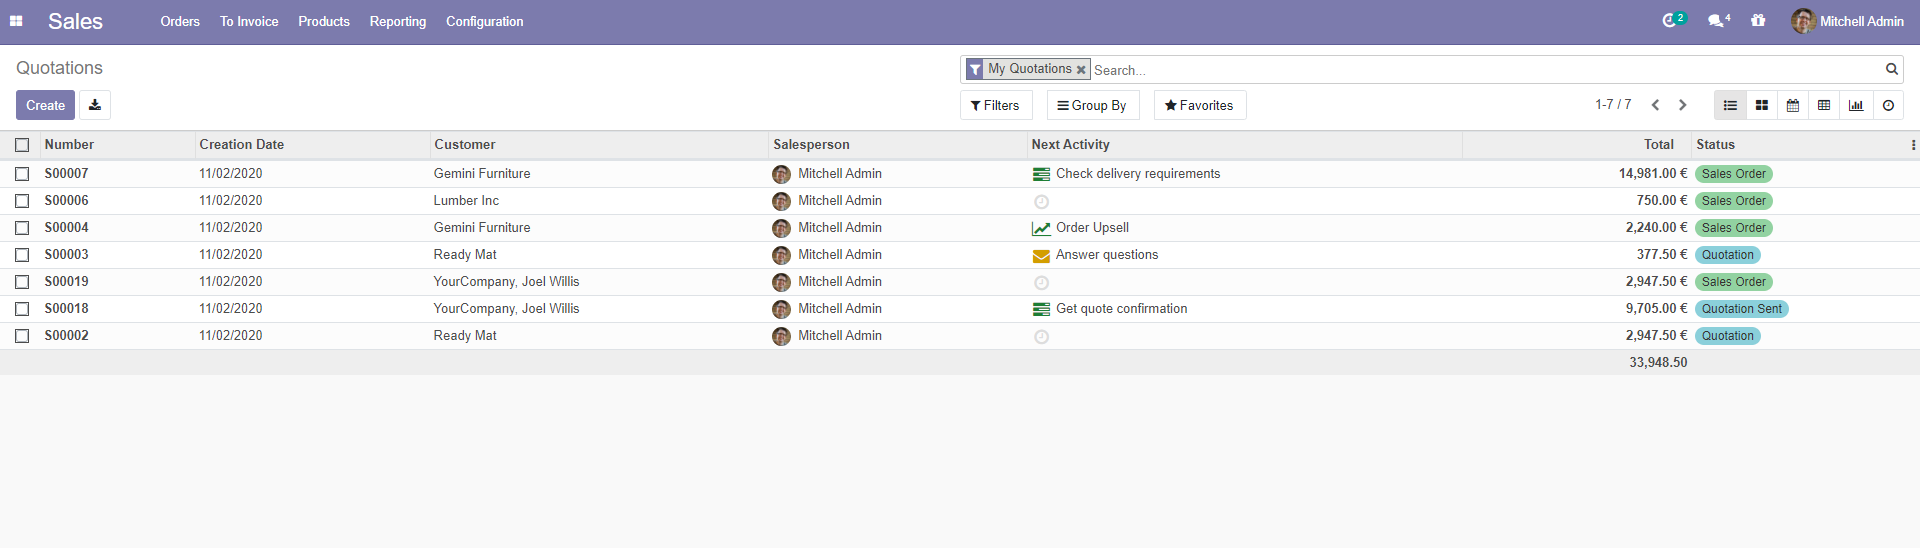 Sales Orders To Invoice Products Reporting Configuration 2 4 Mitchell Admin
Quotations My Quotations Search...
Create Filters Group By Favorites 1-7 / 7
Number Creation Date Customer Salesperson Next Activity Total Status
S00007 11/02/2020 Gemini Furniture Mitchell Admin Check delivery requirements 14,981.00 € Sales Order
S00006 11/02/2020 Lumber Inc Mitchell Admin 750.00 € Sales Order
S00004 11/02/2020 Gemini Furniture Mitchell Admin Order Upsell 2,240.00 € Sales Order
S00003 11/02/2020 Ready Mat Mitchell Admin Answer questions 377.50 € Quotation
S00019 11/02/2020 YourCompany, Joel Willis Mitchell Admin 2,947.50 € Sales Order
S00018 11/02/2020 YourCompany, Joel Willis Mitchell Admin Get quote confirmation 9,705.00 € Quotation Sent
S00002 11/02/2020 Ready Mat Mitchell Admin 2,947.50 € Quotation
33,948.50